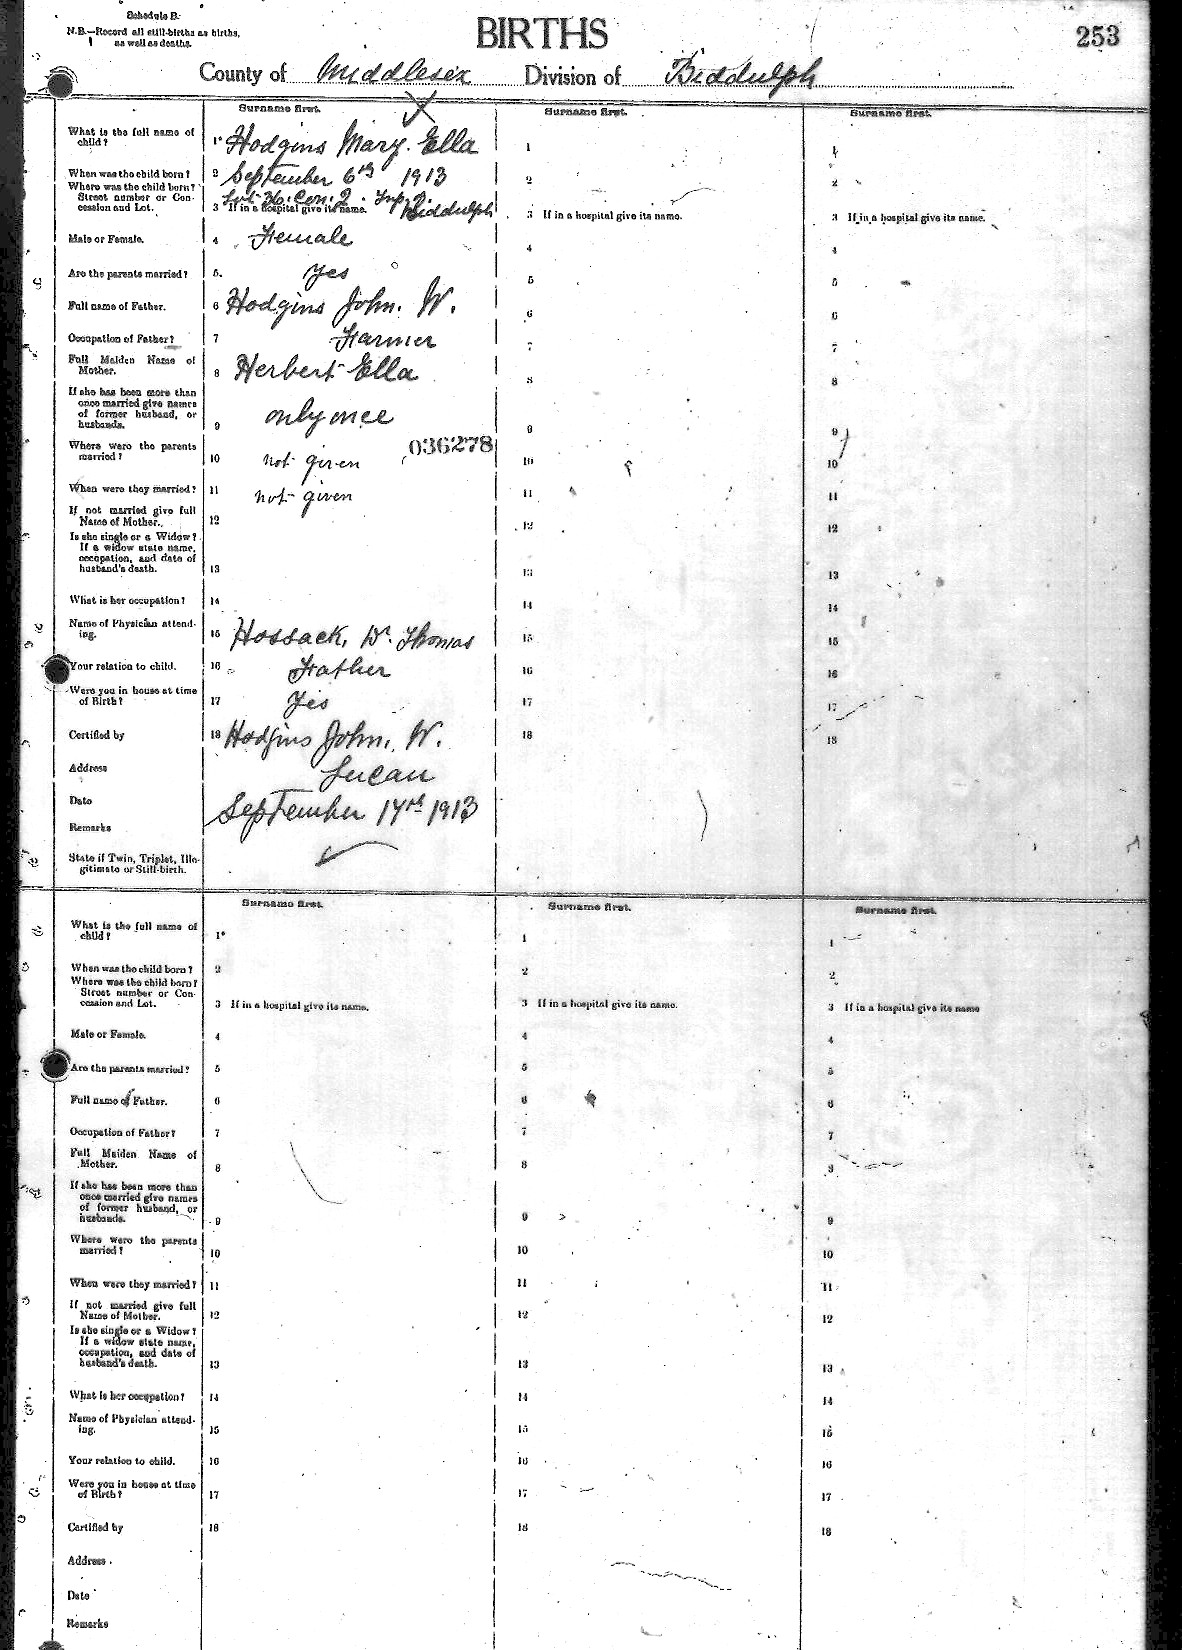 Schedule B.
N.B.—Record all still-births as births,
as well as deaths.
BIRTHS
253
County of Middlesex Division of Biddulph
Surname first. Surname first. Surname first.
What is the full name of child? 1 Hodgins Mary. Ella 1 1
When was the child born? 2 September 6th 1913 2 2
Where was the child born?
Street number or Con-
cession and Lot. 3 If in a hospital give its name. 3 If in a hospital give its name. 3 If in a hospital give its name.
Lot 36. Con. 2. Biddulph
Male or Female. 4 Female 4 4
Are the parents married? 5. Yes 5 5
Full name of Father. 6 Hodgins John. W. 6 6
Occupation of Father? 7 Farmer 7 7
Full Maiden Name of
Mother. 8 Herbert Ella 8 8
If she has been more than
once married give names
of former husband, or
husbands. 9 only once 9 9
036278
Where were the parents
married? 10 not given 10 10
When were they married? 11 not given 11 11
If not married give full
Name of Mother. 12 12 12
Is she single or a Widow?
If a widow state name,
occupation, and date of
husband's death. 13 13 13
What is her occupation? 14 14 14
Name of Physician attend-
ing. 15 Hossack, Dr. Thomas 15 15
Your relation to child. 16 Father 16 16
Were you in house at time
of Birth? 17 Yes 17 17
Certified by 18 Hodgins John, W. 18 18
Address Lucan
Date September 17th 1913
Remarks
State if Twin, Triplet, Ille-
gitimate or Still-birth.
Surname first. Surname first. Surname first.
What is the full name of
child? 1 1 1
When was the child born? 2 2 2
Where was the child born?
Street number or Con-
cession and Lot. 3 If in a hospital give its name. 3 If in a hospital give its name. 3 If in a hospital give its name
Male or Female. 4 4 4
Are the parents married? 5 5 5
Full name of Father. 6 6 6
Occupation of Father? 7 7 7
Full Maiden Name of
Mother. 8 8 8
If she has been more than
once married give names
of former husband, or
husbands. 9 9 9
Where were the parents
married? 10 10 10
When were they married? 11 11 11
If not married give full
Name of Mother. 12 12 12
Is she single or a Widow?
If a widow state name,
occupation, and date of
husband's death. 13 13 13
What is her occupation? 14 14 14
Name of Physician attend-
ing. 15 15 15
Your relation to child. 16 16 16
Were you in house at time
of Birth? 17 17 17
Certified by 18 18 18
Address
Date
Remarks